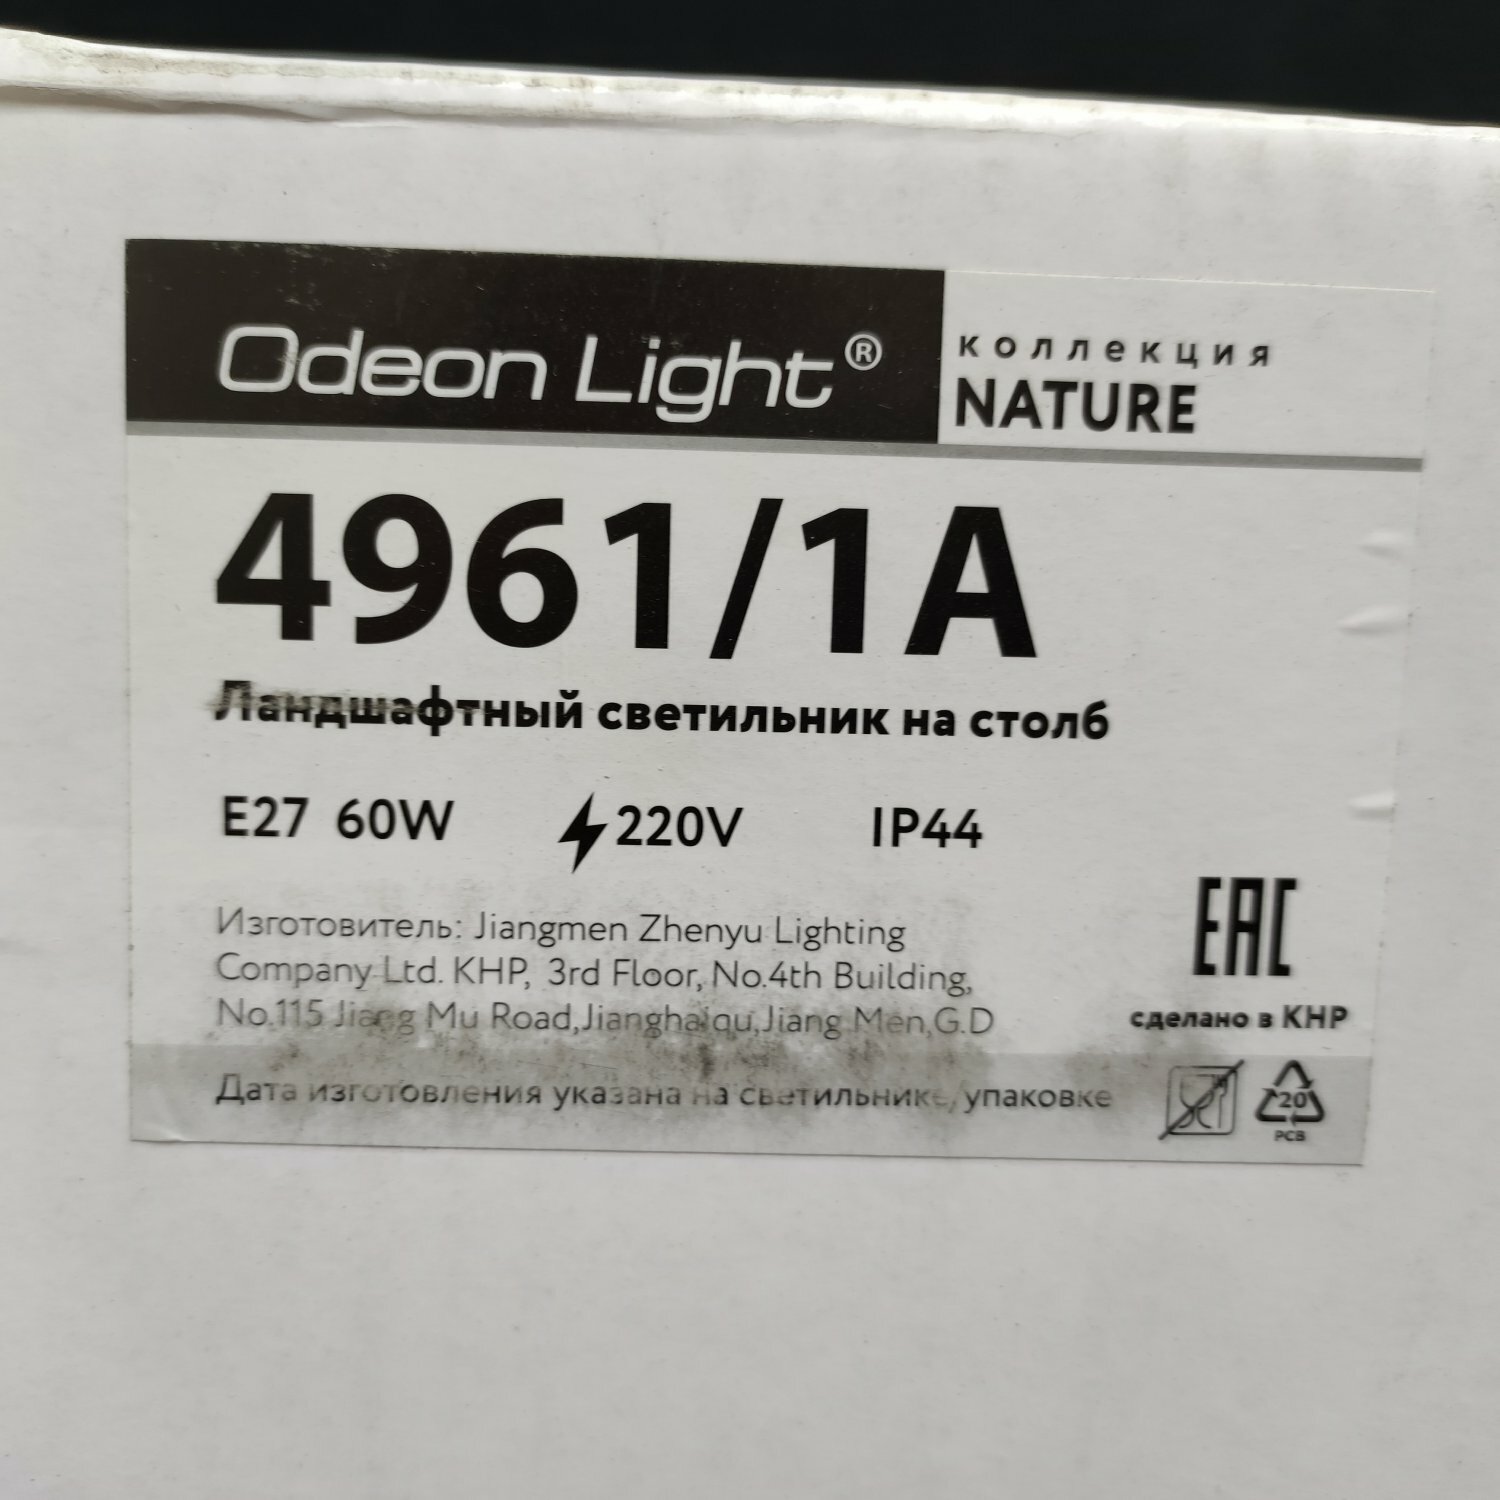 Odeon Light®
коллекция
NATURE
4961/1A
Ландшафтный светильник на столб
E27 60W 220V IP44
Изготовитель: Jiangmen Zhenyu Lighting
Company Ltd. КНР, 3rd Floor, No.4th Building,
No.115 Jiang Mu Road,Jianghaiqu,Jiang Men,G.D
EAC
сделано в КНР
Дата изготовления указана на светильнике/упаковке
20
PCB